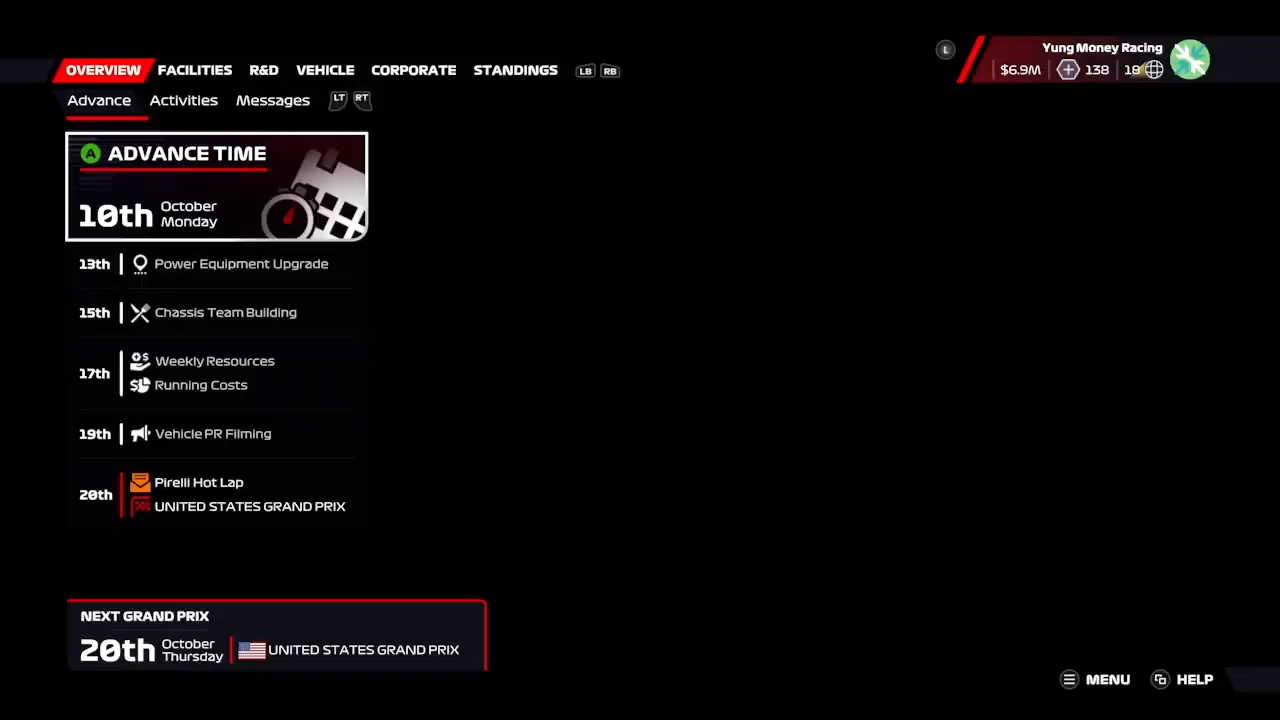 L
Yung Money Racing
$6.9M 138 18
OVERVIEW FACILITIES R&D VEHICLE CORPORATE STANDINGS LB RB
Advance Activities Messages LT RT
A ADVANCE TIME
10th October Monday
13th Power Equipment Upgrade
15th Chassis Team Building
17th Weekly Resources
Running Costs
19th Vehicle PR Filming
20th Pirelli Hot Lap
UNITED STATES GRAND PRIX
NEXT GRAND PRIX
20th October Thursday UNITED STATES GRAND PRIX
MENU HELP